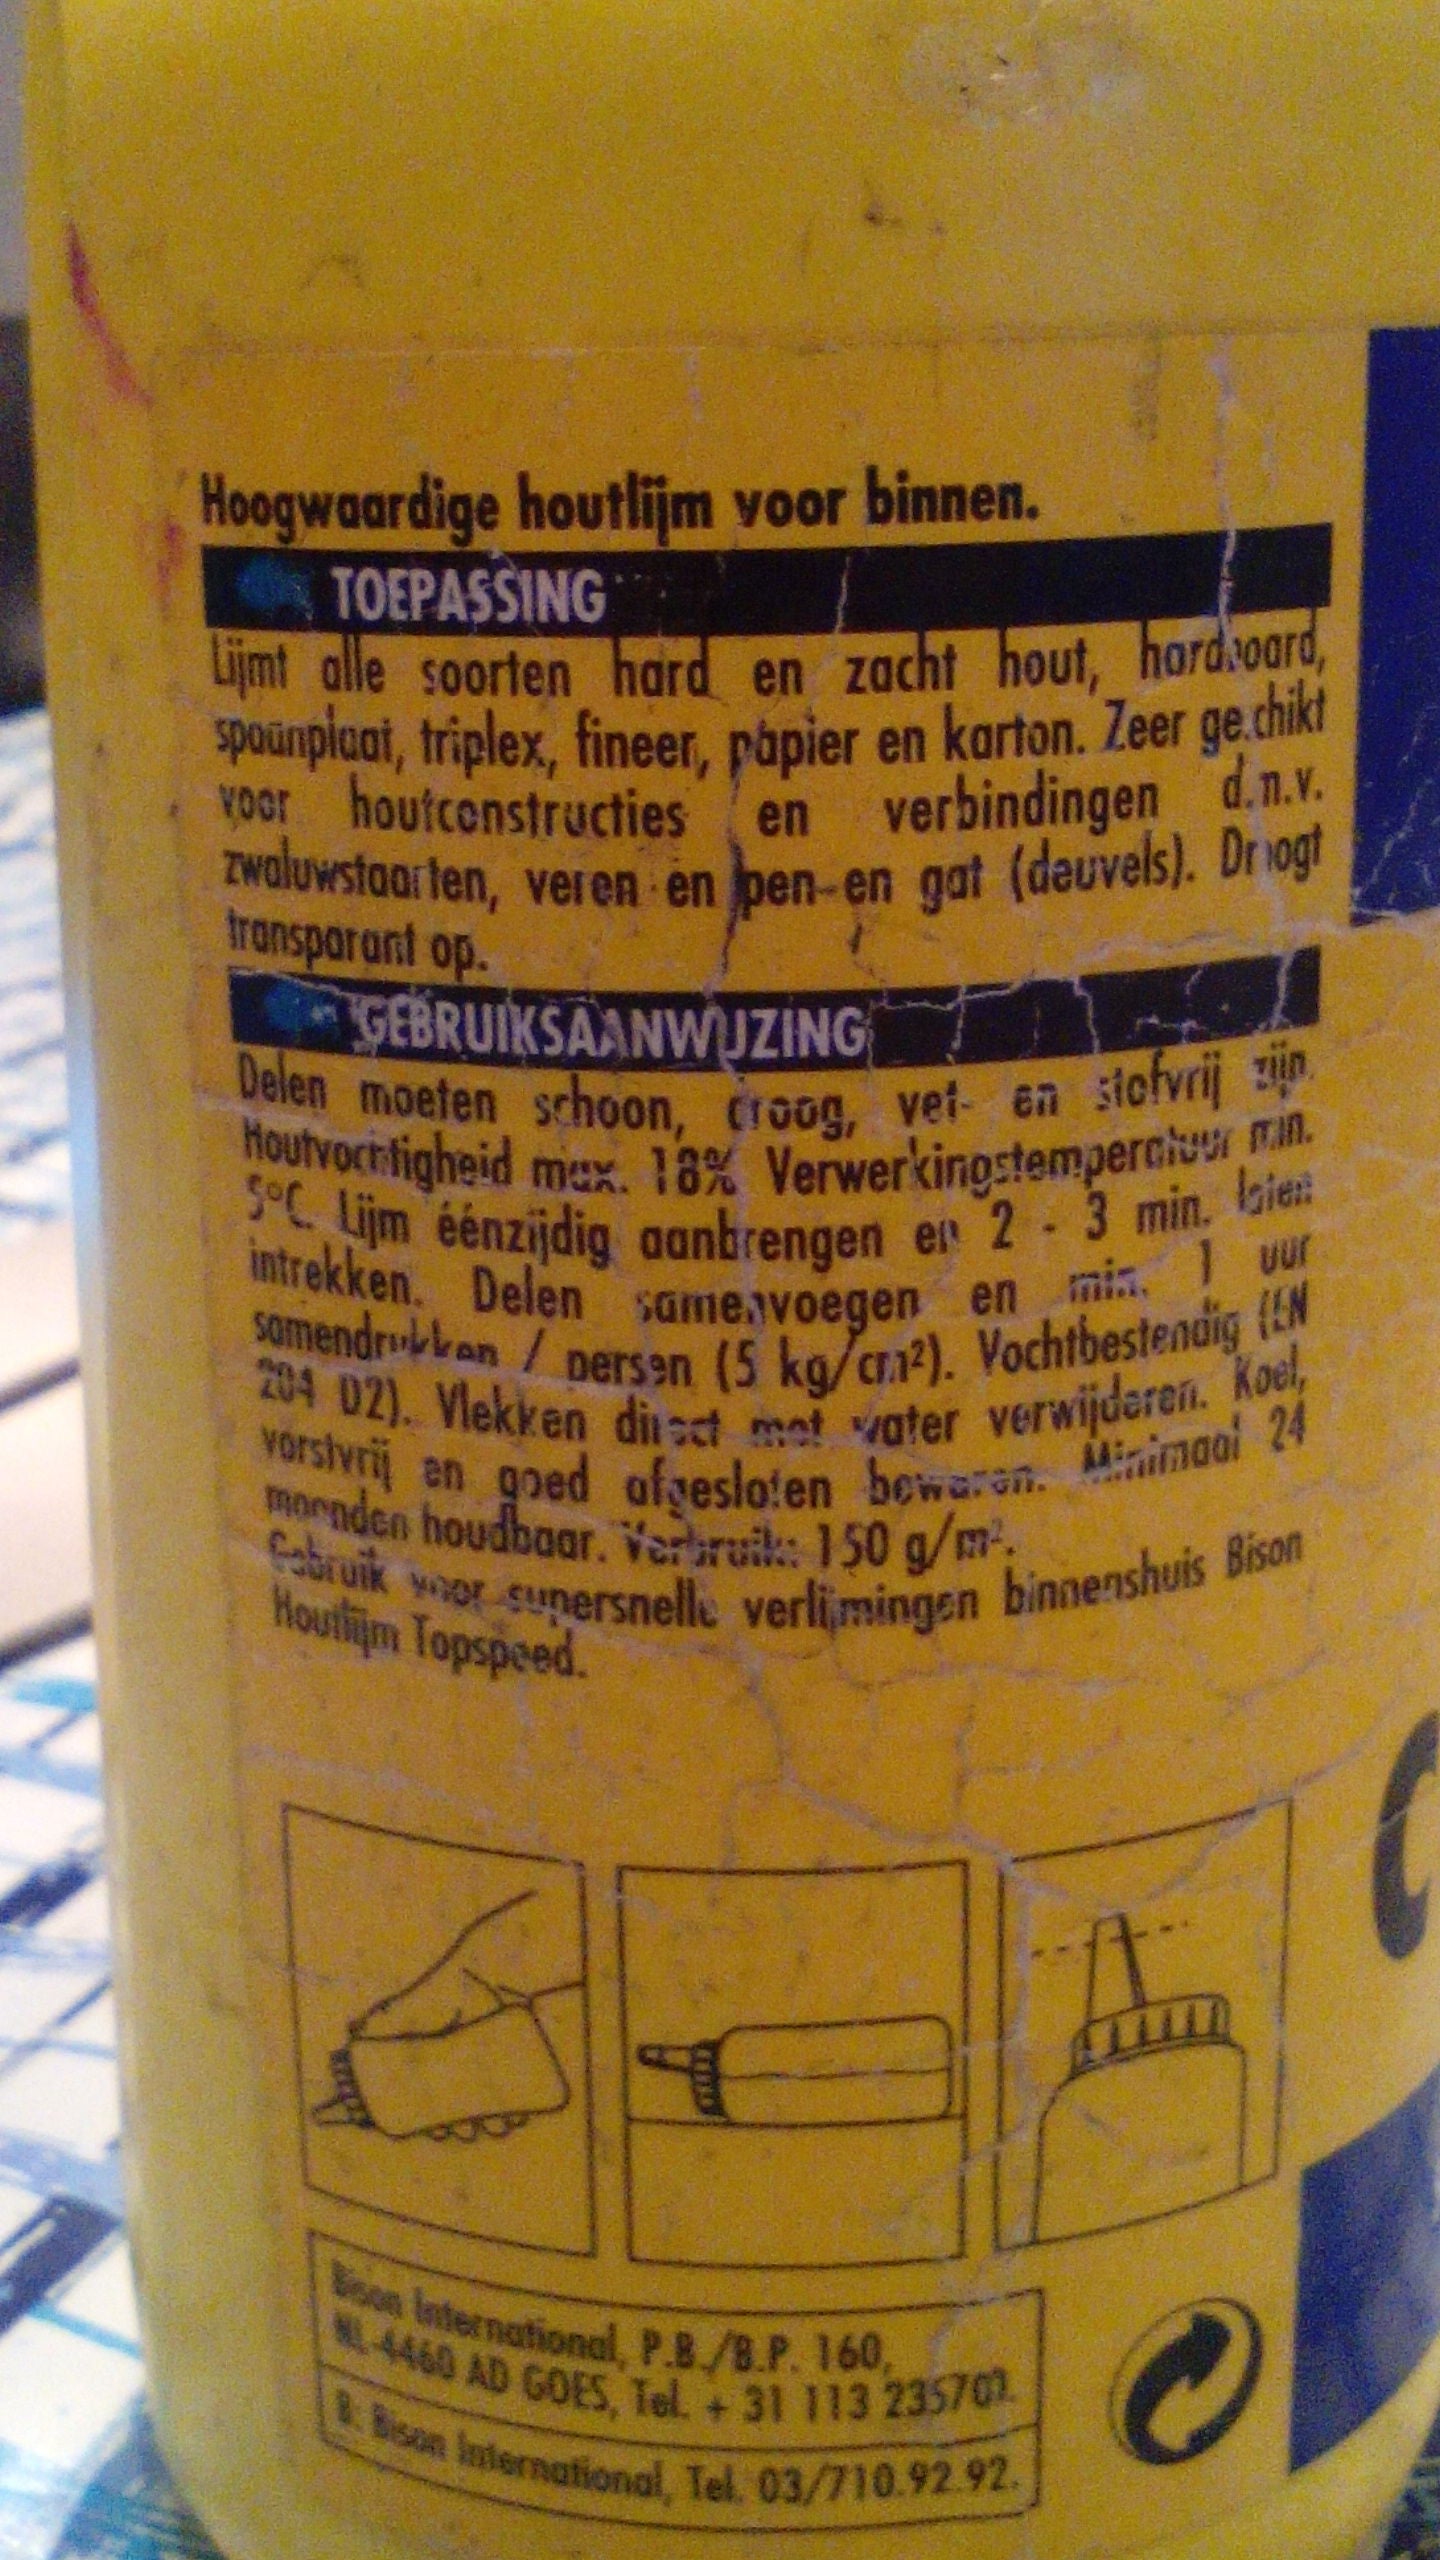 Hoogwaardige houtlijm voor binnen.
TOEPASSING
Lijmt alle soorten hard en zacht hout, hardboard,
spaanplaat, triplex, fineer, papier en karton. Zeer geschikt
voor houtconstructies en verbindingen d.m.v.
zwaluwstaarten, veren en pen-en gat (deuvels). Droogt
transparant op.
GEBRUIKSAANWIJZING
Delen moeten schoon, droog, vet- en stofvrij zijn.
Houtvochtigheid max. 18% Verwerkingstemperatuur min.
5°C. Lijm éénzijdig aanbrengen en 2 - 3 min. laten
intrekken. Delen samenvoegen en min. 1 uur
samendrukken / persen (5 kg/cm²). Vochtbestendig (EN
204 D2). Vlekken direct met water verwijderen. Koel,
vorstvrij en goed afgesloten bewaren. Minimaal 24
maanden houdbaar. Verbruik: 150 g/m².
Gebruik voor supersnelle verlijmingen binnenshuis Bison
Houtlijm Topspeed.
Bison International, P.B./B.P. 160,
NL-4460 AD GOES, Tel. + 31 113 235700.
B: Bison International, Tel. 03/710.92.92.